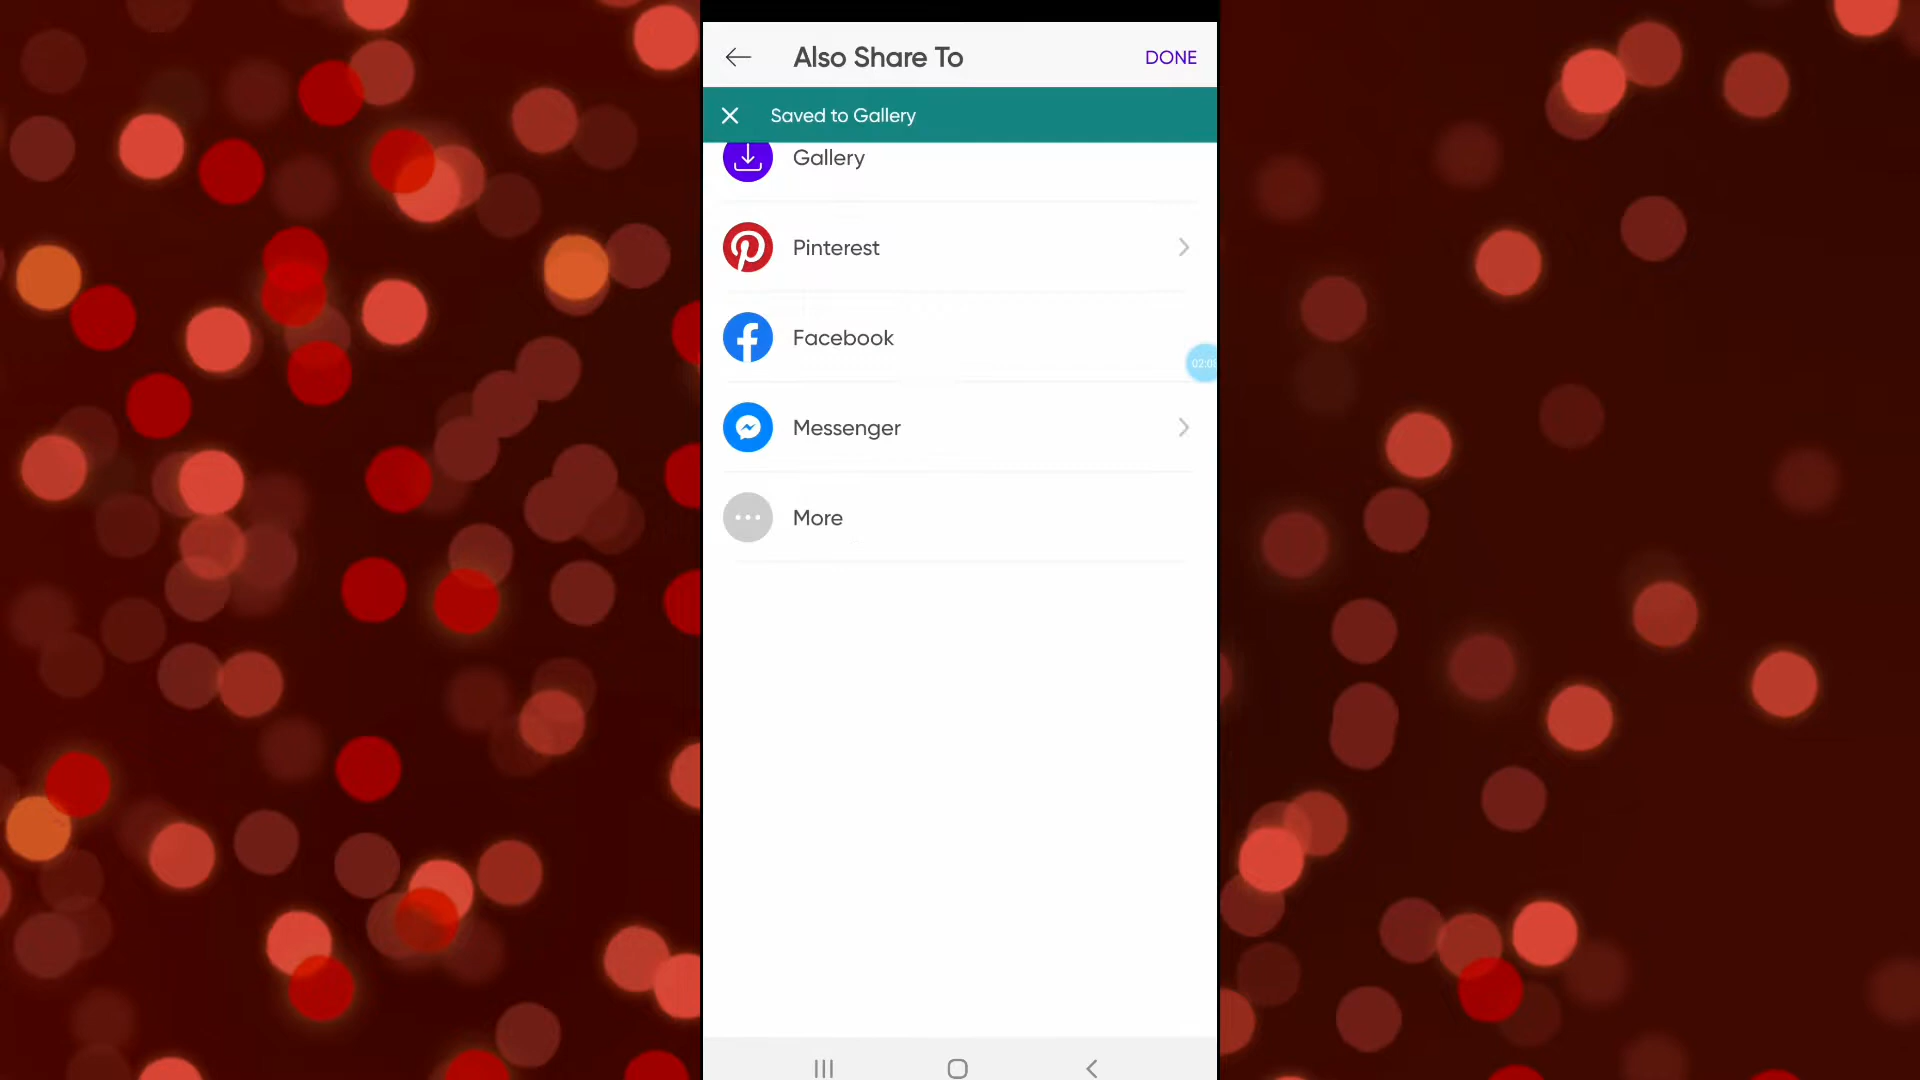 Also Share To
DONE
Saved to Gallery
Gallery
Pinterest
Facebook
Messenger
More